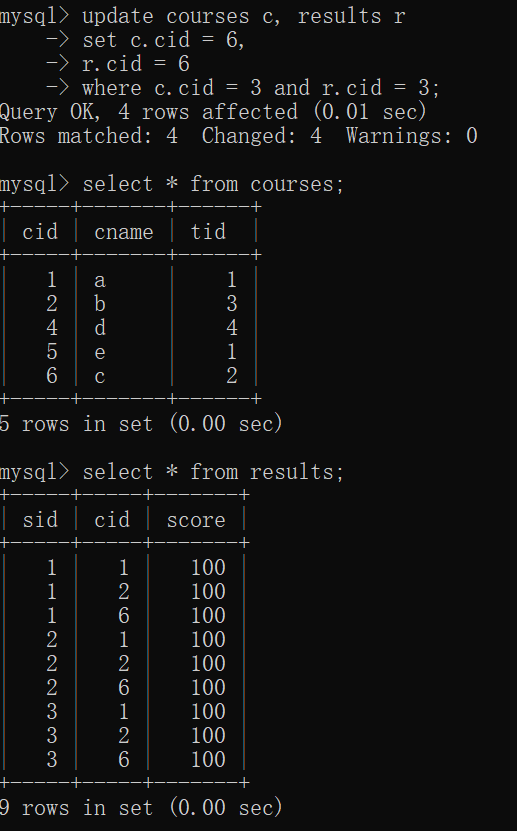 mysql> update courses c, results r
    -> set c.cid = 6,
    -> r.cid = 6
    -> where c.cid = 3 and r.cid = 3;
Query OK, 4 rows affected (0.01 sec)
Rows matched: 4  Changed: 4  Warnings: 0
mysql> select * from courses;
+-----+-------+------+
| cid | cname | tid  |
+-----+-------+------+
|   1 | a     |    1 |
|   2 | b     |    3 |
|   4 | d     |    4 |
|   5 | e     |    1 |
|   6 | c     |    2 |
+-----+-------+------+
5 rows in set (0.00 sec)
mysql> select * from results;
+-----+-----+-------+
| sid | cid | score |
+-----+-----+-------+
|   1 |   1 |   100 |
|   1 |   2 |   100 |
|   1 |   6 |   100 |
|   2 |   1 |   100 |
|   2 |   2 |   100 |
|   2 |   6 |   100 |
|   3 |   1 |   100 |
|   3 |   2 |   100 |
|   3 |   6 |   100 |
+-----+-----+-------+
9 rows in set (0.00 sec)